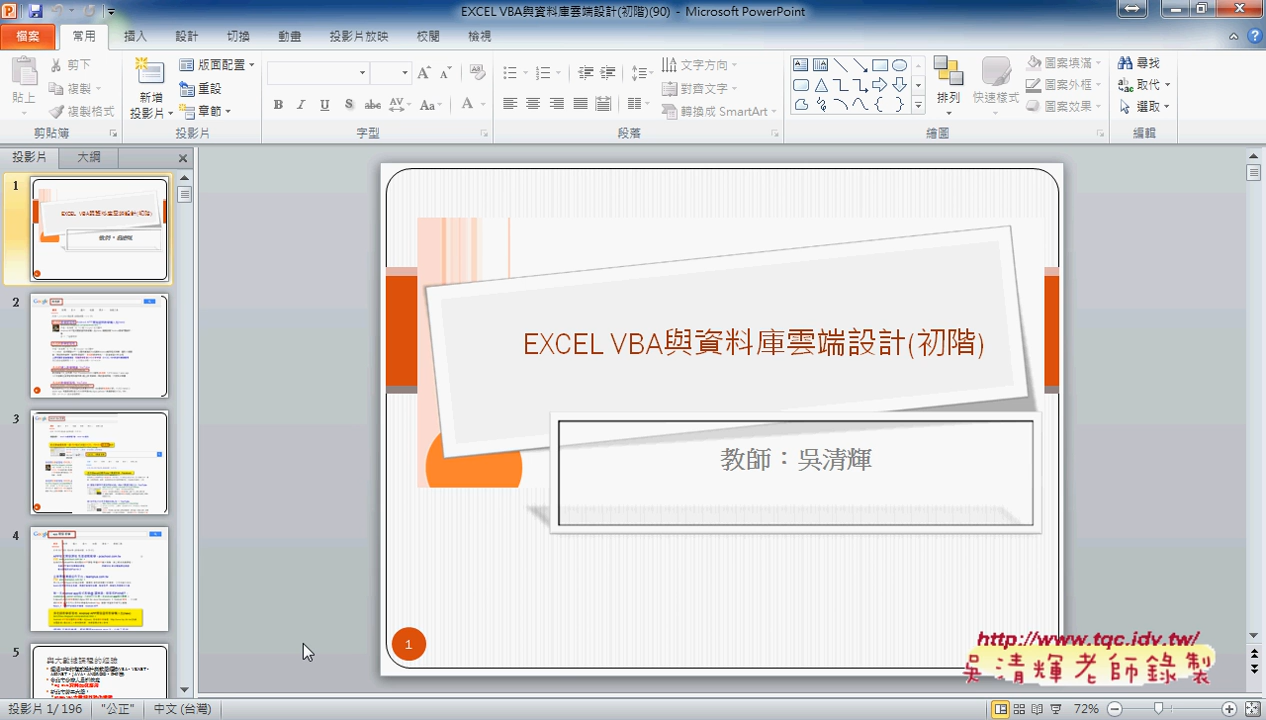 EXCEL VBA與資料庫雲端設計(初階)(90) - Microsoft PowerPoint
檔案 常用 插入 設計 切換 動畫 投影片放映 校閱 檢視
貼上 剪下 複製 複製格式 剪貼簿
新增投影片 版面配置 重設 章節 投影片
B I U S abc AV Aa A 字型
文字方向 對齊文字 轉換成 SmartArt 段落
排列 快速樣式 圖案填滿 圖案外框 圖案效果 繪圖
尋找 取代 選取 編輯
投影片 大綱
1
2
3
4
5
EXCEL VBA與資料庫雲端設計(初階)
教師：吳清輝
1
http://www.tqc.idv.tw/
吳清輝老師錄製
投影片 1/ 196 "公正" 中文 (台灣) 72%